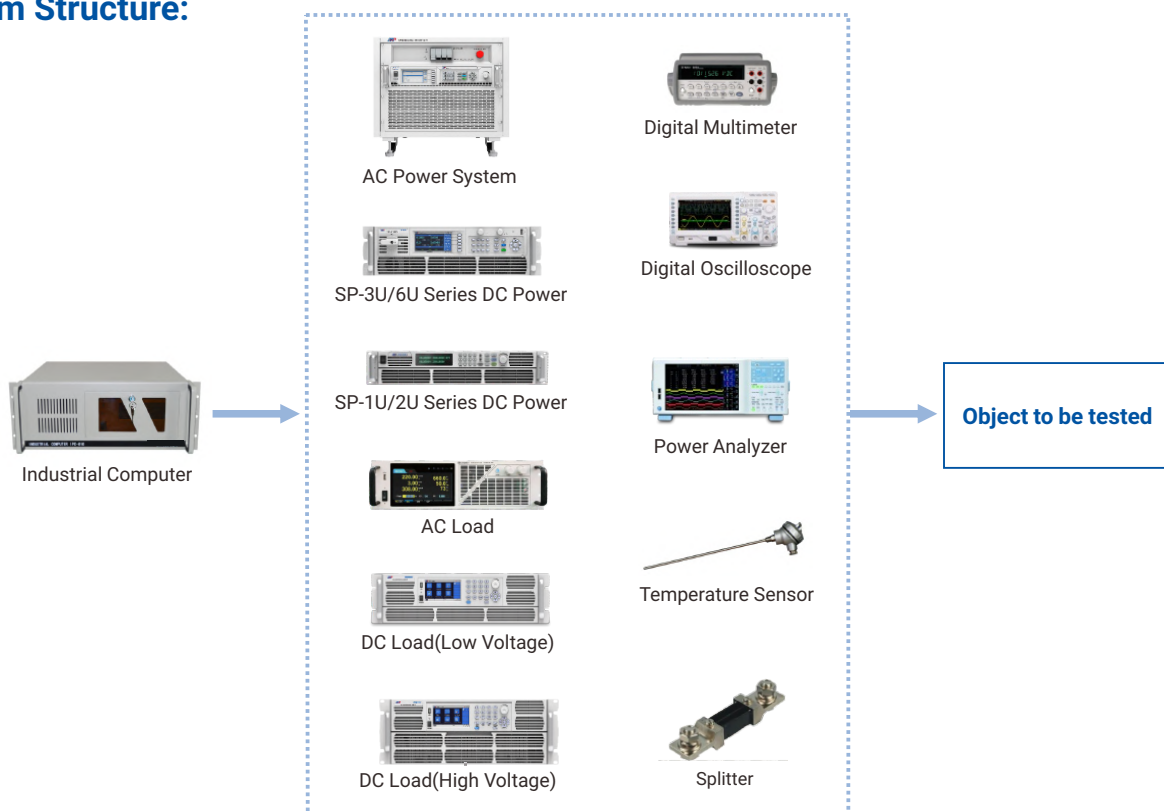 m Structure:
AC Power System
SP-3U/6U Series DC Power
SP-1U/2U Series DC Power
AC Load
DC Load(Low Voltage)
DC Load(High Voltage)
Digital Multimeter
Digital Oscilloscope
Power Analyzer
Temperature Sensor
Splitter
Industrial Computer
Object to be tested